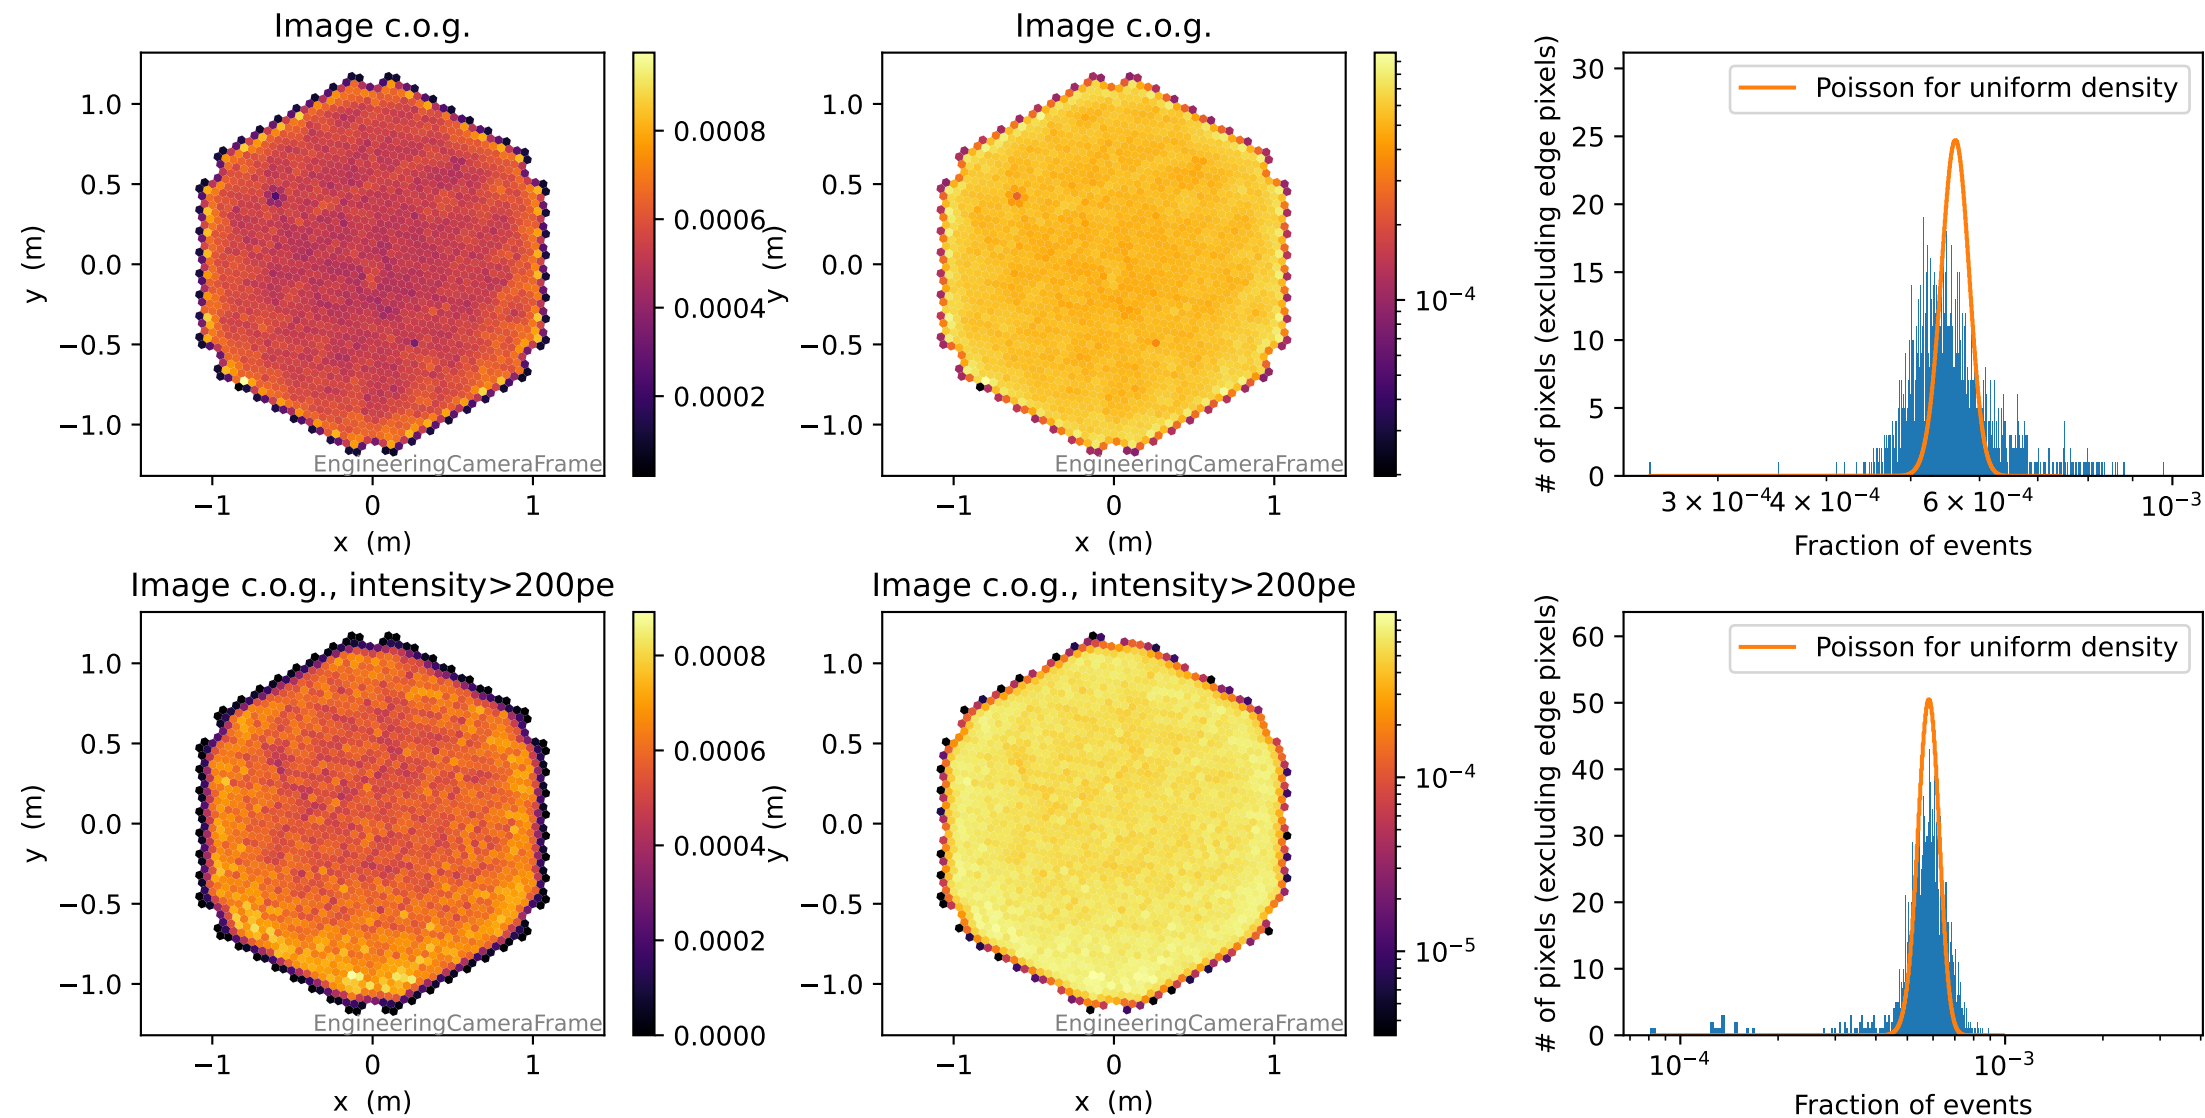 Image c.o.g.
y (m)
1.0
0.5
0.0
−0.5
−1.0
−1
0
1
x (m)
EngineeringCameraFrame
0.0008
0.0006
0.0004
0.0002
Image c.o.g.
y (m)
1.0
0.5
0.0
−0.5
−1.0
−1
0
1
x (m)
EngineeringCameraFrame
10⁻⁴
# of pixels (excluding edge pixels)
30
25
20
15
10
5
0
Poisson for uniform density
3 × 10⁻⁴
4 × 10⁻⁴
6 × 10⁻⁴
10⁻³
Fraction of events
Image c.o.g., intensity>200pe
y (m)
1.0
0.5
0.0
−0.5
−1.0
−1
0
1
x (m)
EngineeringCameraFrame
0.0008
0.0006
0.0004
0.0002
0.0000
Image c.o.g., intensity>200pe
y (m)
1.0
0.5
0.0
−0.5
−1.0
−1
0
1
x (m)
EngineeringCameraFrame
10⁻⁴
10⁻⁵
# of pixels (excluding edge pixels)
60
50
40
30
20
10
0
Poisson for uniform density
10⁻⁴
10⁻³
Fraction of events